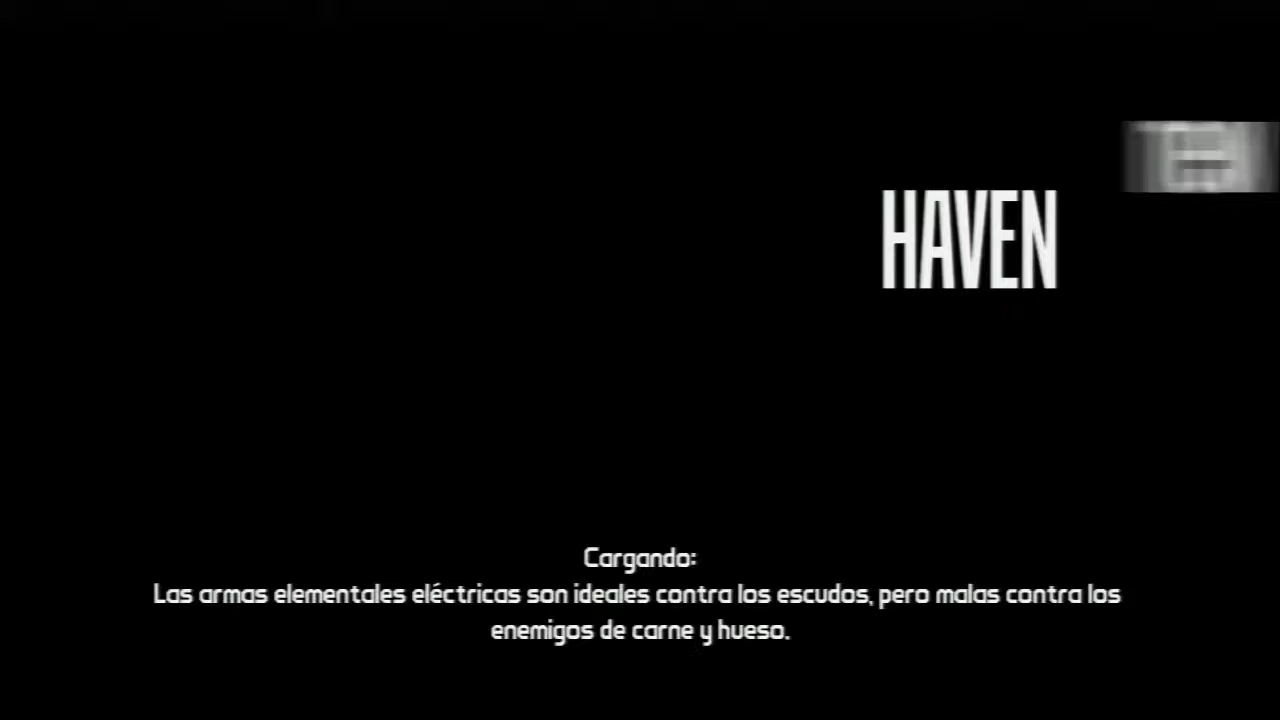 HAVEN
Cargando:
Las armas elementales eléctricas son ideales contra los escudos, pero malas contra los
enemigos de carne y hueso.